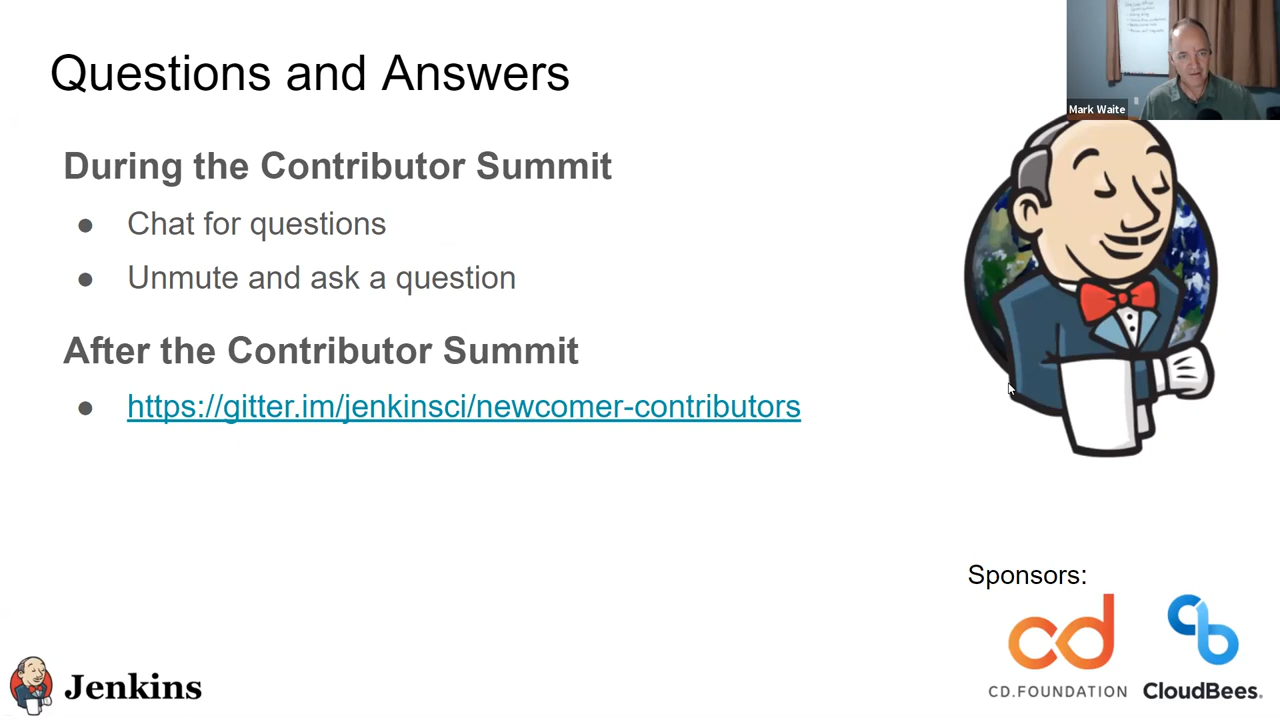 Questions and Answers
Mark Waite
During the Contributor Summit
● Chat for questions
● Unmute and ask a question
After the Contributor Summit
● https://gitter.im/jenkinsci/newcomer-contributors
Sponsors:
cd
CD.FOUNDATION
CloudBees.
Jenkins